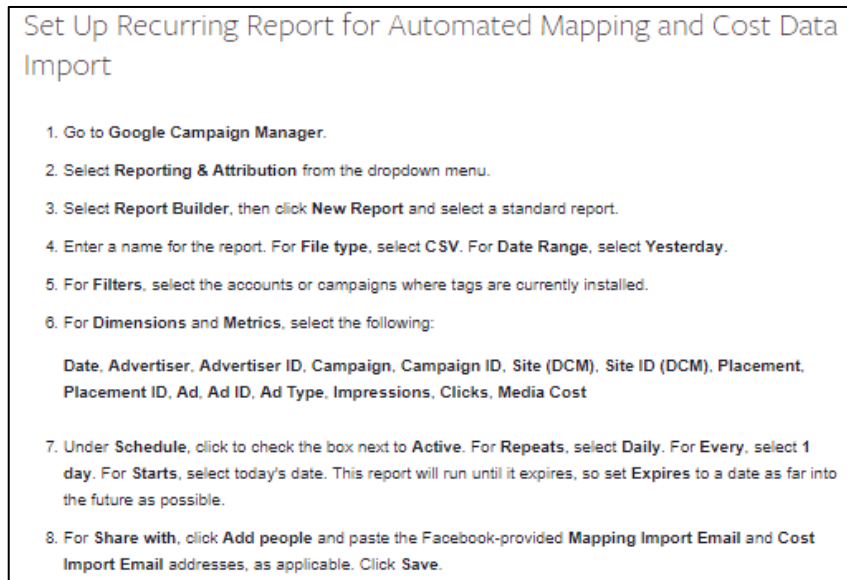 Set Up Recurring Report for Automated Mapping and Cost Data
Import
1. Go to Google Campaign Manager.
2. Select Reporting & Attribution from the dropdown menu.
3. Select Report Builder, then click New Report and select a standard report.
4. Enter a name for the report. For File type, select CSV. For Date Range, select Yesterday.
5. For Filters, select the accounts or campaigns where tags are currently installed.
6. For Dimensions and Metrics, select the following:
Date, Advertiser, Advertiser ID, Campaign, Campaign ID, Site (DCM), Site ID (DCM), Placement,
Placement ID, Ad, Ad ID, Ad Type, Impressions, Clicks, Media Cost
7. Under Schedule, click to check the box next to Active. For Repeats, select Daily. For Every, select 1
day. For Starts, select today's date. This report will run until it expires, so set Expires to a date as far into
the future as possible.
8. For Share with, click Add people and paste the Facebook-provided Mapping Import Email and Cost
Import Email addresses, as applicable. Click Save.